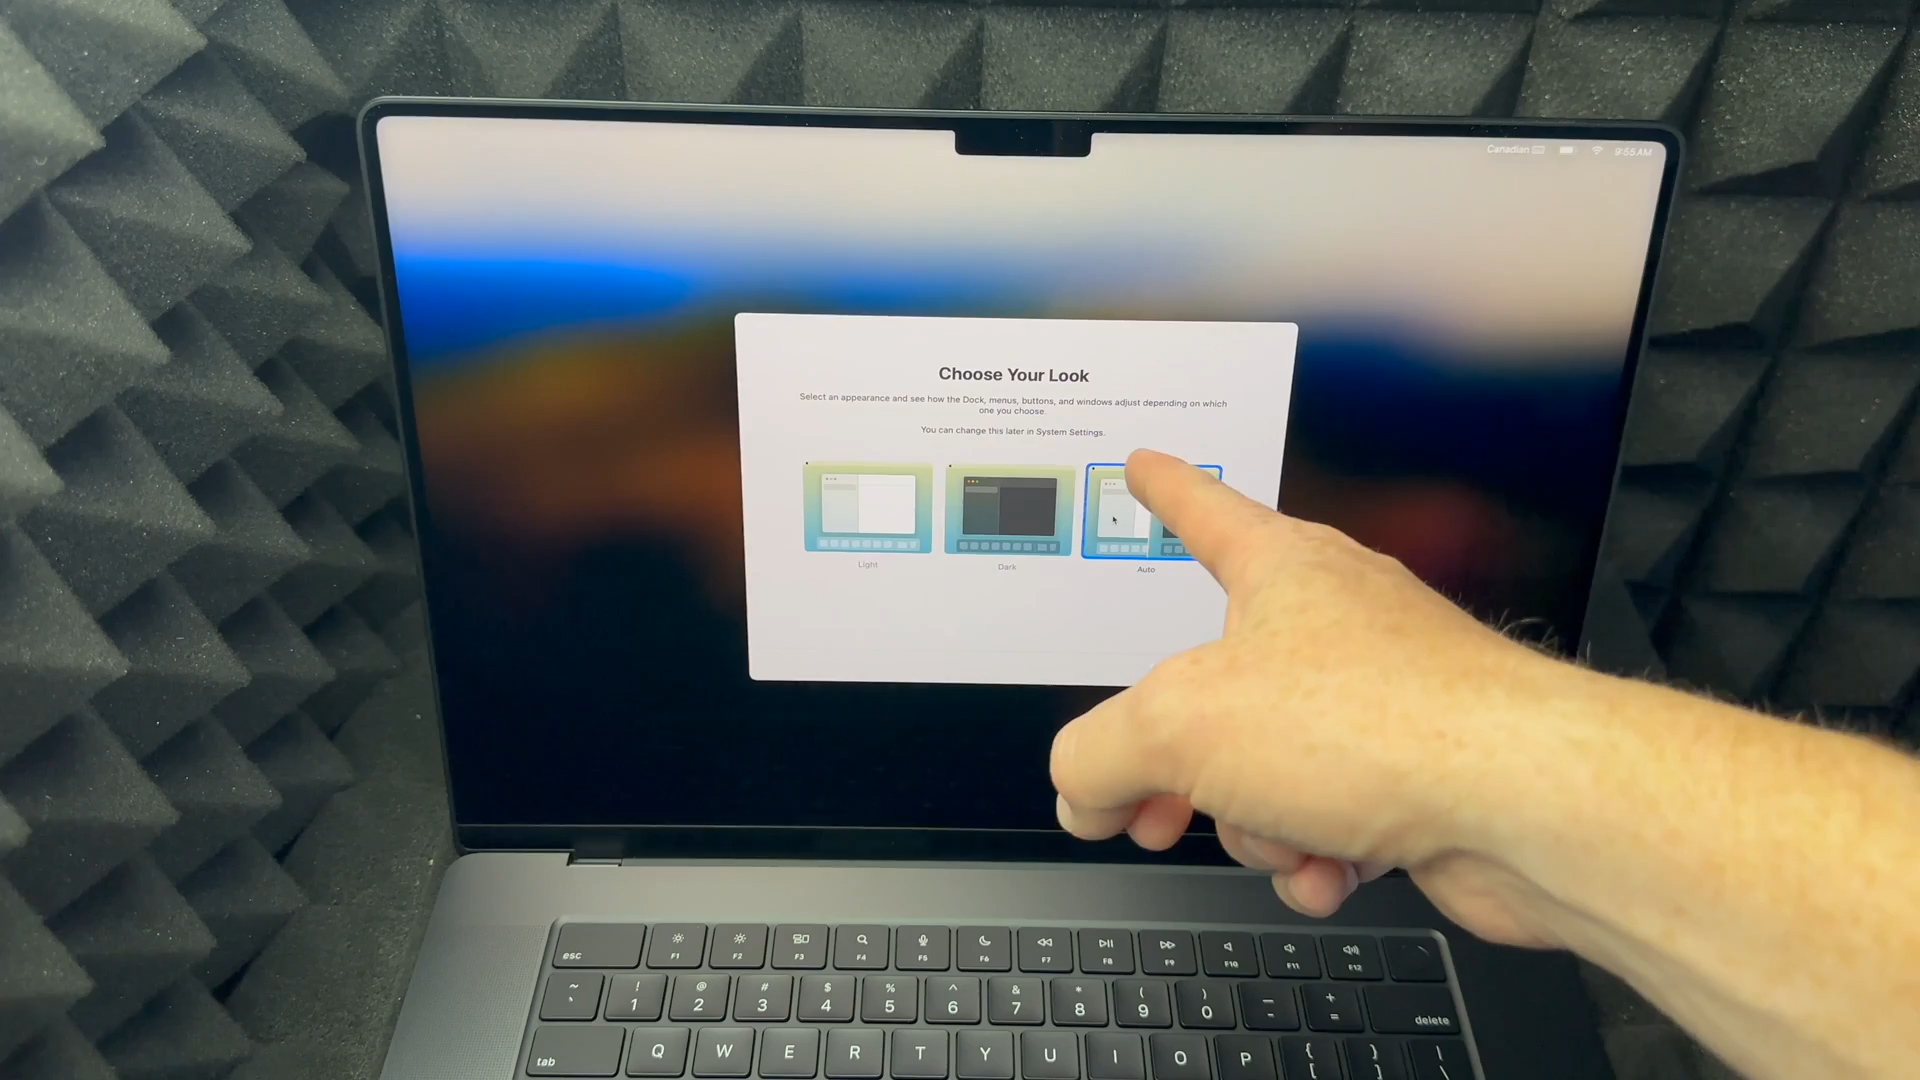 Canadian 9:55 AM
Choose Your Look
Select an appearance and see how the Dock, menus, buttons, and windows adjust depending on which
one you choose.
You can change this later in System Settings.
Light Dark Auto
esc F1 F2 F3 F4 F5 F6 F7 F8 F9 F10 F11 F12
~ ! @ # $ % ^ & * ( ) — +
` 1 2 3 4 5 6 7 8 9 0 - = delete
tab Q W E R T Y U I O P { [ } ] | \